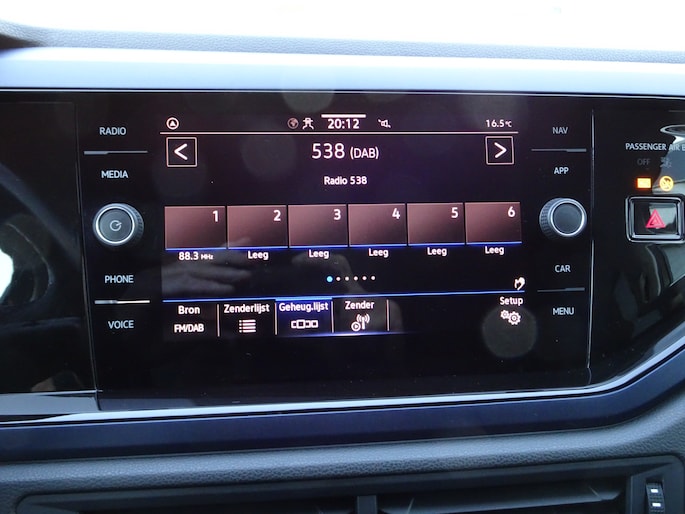 RADIO
MEDIA
PHONE
VOICE
20:12
16.5°C
538 (DAB)
Radio 538
1 2 3 4 5 6
88.3 MHz Leeg Leeg Leeg Leeg Leeg
Bron Zenderlijst Geheug.lijst Zender Setup
FM/DAB
NAV
APP
CAR
MENU
PASSENGER AIR
OFF